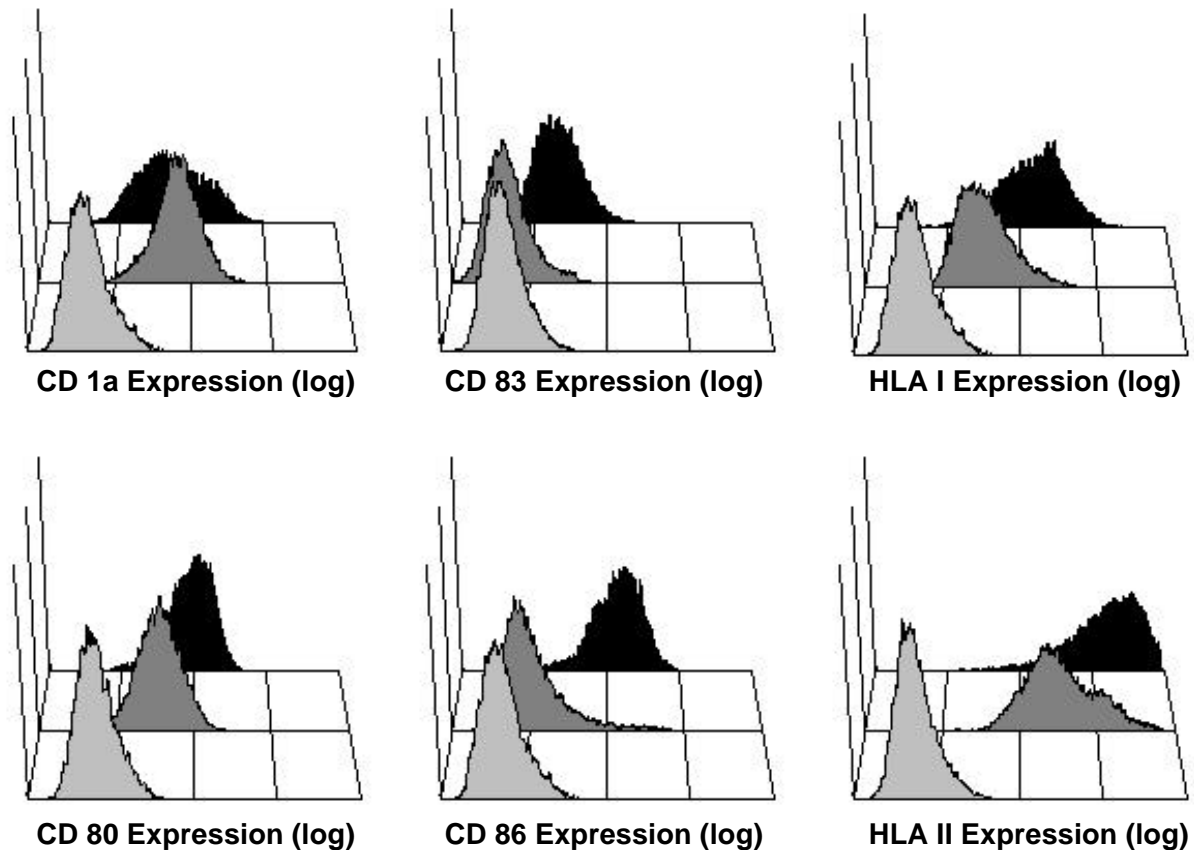 CD 1a Expression (log)
CD 83 Expression (log)
HLA I Expression (log)
CD 80 Expression (log)
CD 86 Expression (log)
HLA II Expression (log)